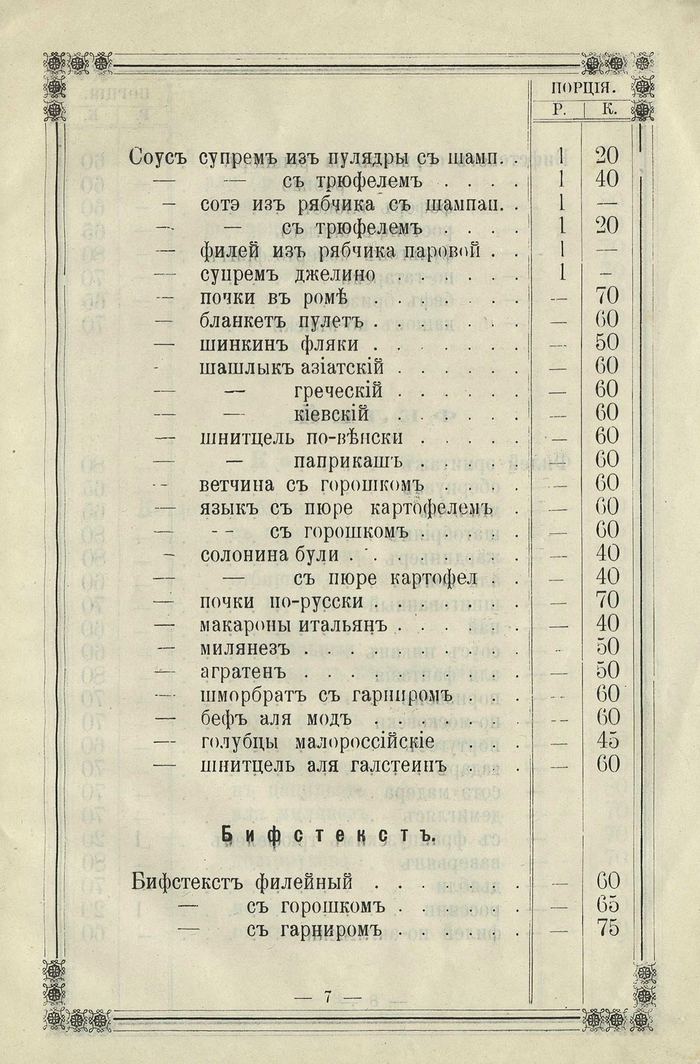 ПОРЦІЯ.
Р. | К.
Соусъ супремъ изъ пулядры съ шамп. . 1 20
— — съ трюфелемъ . . . . 1 40
— сотэ изъ рябчика съ шампан. . 1 —
— — съ трюфелемъ . . . . 1 20
— филей изъ рябчика паровой . . 1 —
— супремъ джелино . . . . . . 1 —
— почки въ ромѣ . . . . . . . — 70
— бланкетъ пулетъ . . . . . . . — 60
— шинкинъ фляки . . . . . . . — 50
— шашлыкъ азіатскій . . . . . . — 60
— — греческій . . . . . . — 60
— — кіевскій . . . . . . — 60
— шнитцель по-вѣнски . . . . . — 60
— — паприкашъ . . . . . — 60
— ветчина съ горошкомъ . . . . — 60
— языкъ съ пюре картофелемъ . . — 60
— — съ горошкомъ . . . . . — 60
— солонина були . . . . . . . . — 40
— — съ пюре картофел . . — 40
— почки по-русски . . . . . . . — 70
— макароны итальянъ . . . . . . — 40
— милянезъ . . . . . . . . . . — 50
— агратенъ . . . . . . . . . . — 50
— шморбратъ съ гарниромъ . . . — 60
— бефъ аля модъ . . . . . . . — 60
— голубцы малороссійскіе . . . — 45
— шнитцель аля галстеинъ . . . — 60
Бифстекстъ.
Бифстекстъ филейный . . . . . . . — 60
— съ горошкомъ . . . . . . — 65
— съ гарниромъ . . . . . . — 75
— 7 —